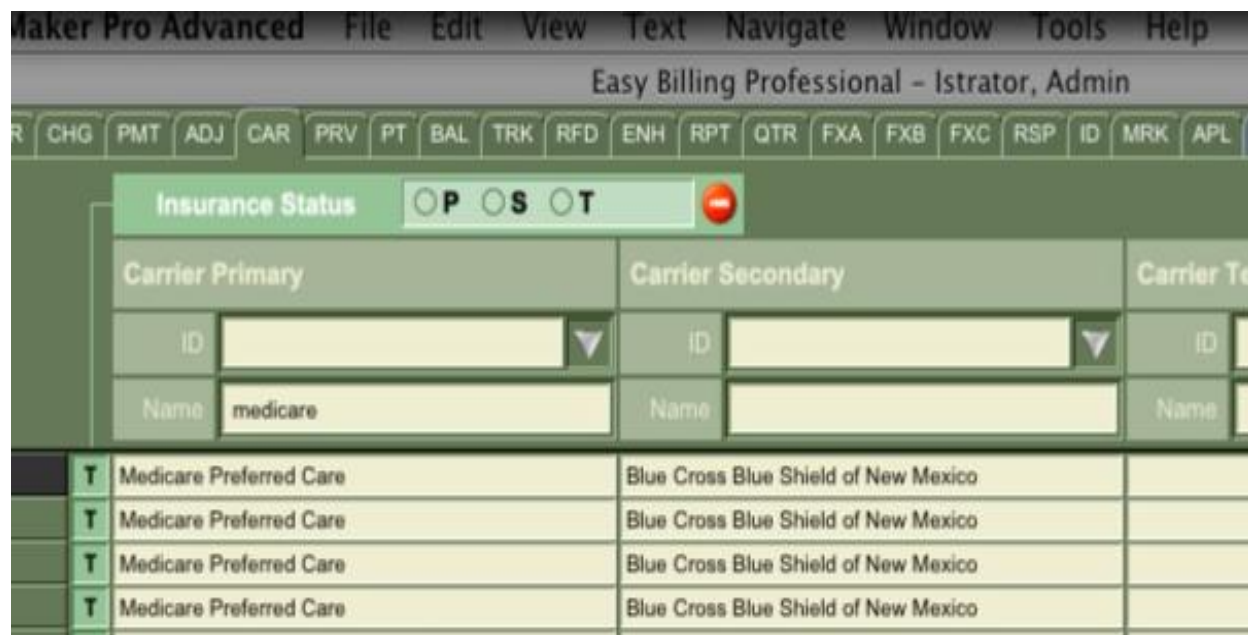 Maker Pro Advanced File Edit View Text Navigate Window Tools Help
Easy Billing Professional – Istrator, Admin
R CHG PMT ADJ CAR PRV PT BAL TRK RFD ENH RPT QTR FXA FXB FXC RSP ID MRK APL
Insurance Status P S T
Carrier Primary Carrier Secondary Carrier Te
ID ID ID
Name medicare Name Name
T Medicare Preferred Care Blue Cross Blue Shield of New Mexico
T Medicare Preferred Care Blue Cross Blue Shield of New Mexico
T Medicare Preferred Care Blue Cross Blue Shield of New Mexico
T Medicare Preferred Care Blue Cross Blue Shield of New Mexico